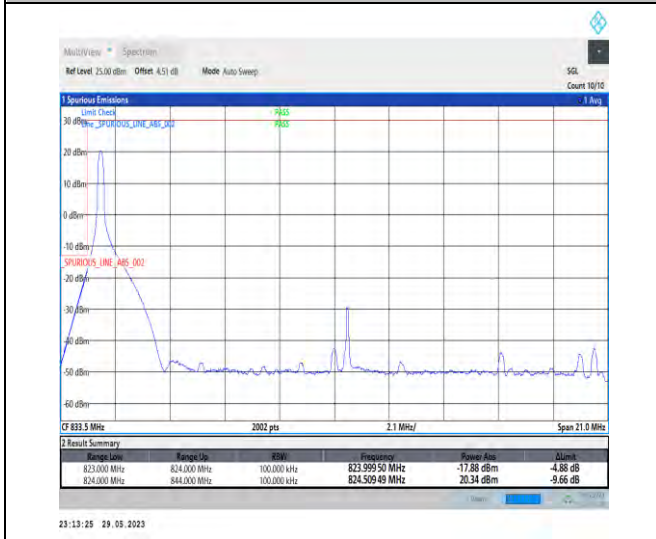 MultiView Spectrum
Ref Level 25.00 dBm Offset 4.51 dB Mode Auto Sweep SGL
Count 10/10
1 Spurious Emissions 1 Avg
Limit Check PASS
30 dBm Line _SPURIOUS_LINE_ABS_002 PASS
20 dBm
10 dBm
0 dBm
-10 dBm
_SPURIOUS_LINE_ABS_002
-20 dBm
-30 dBm
-40 dBm
-50 dBm
-60 dBm
CF 833.5 MHz 2002 pts 2.1 MHz/ Span 21.0 MHz
2 Result Summary
Range Low Range Up RBW Frequency Power Abs ΔLimit
823.000 MHz 824.000 MHz 100.000 kHz 823.99950 MHz -17.88 dBm -4.88 dB
824.000 MHz 844.000 MHz 100.000 kHz 824.50949 MHz 20.34 dBm -9.66 dB
23:13:25 29.05.2023